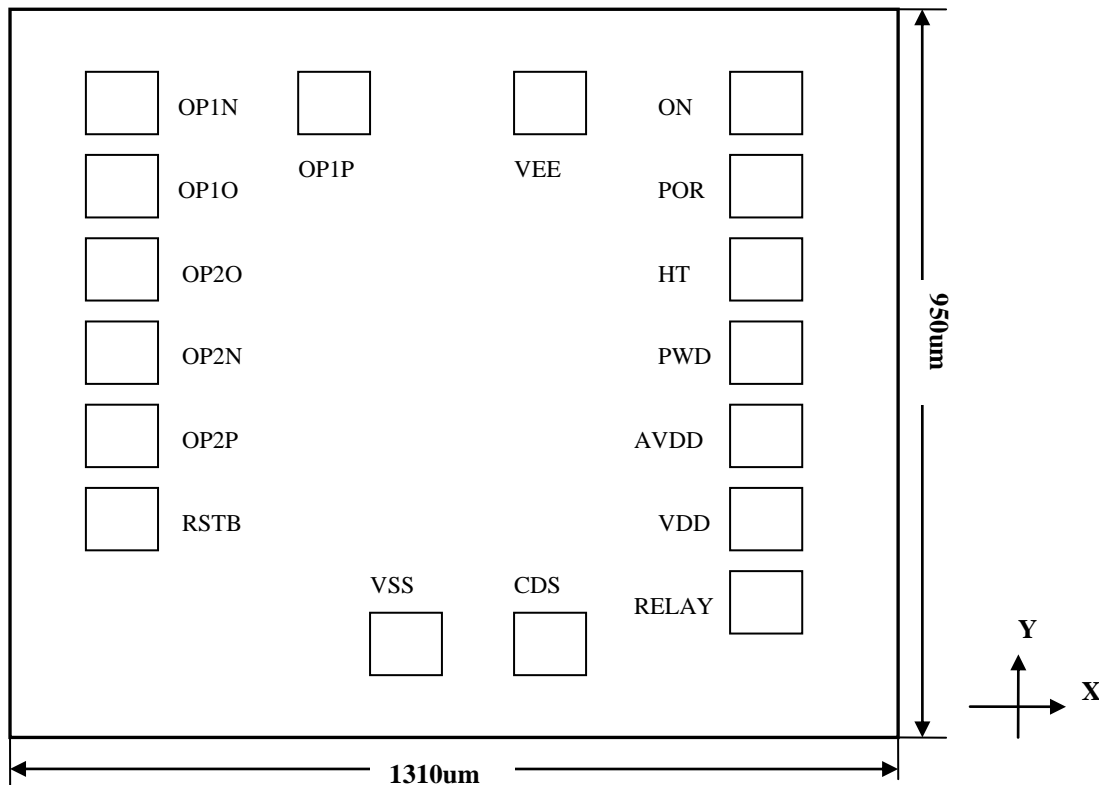 OP1N
ON
OP1P
VEE
OP1O
POR
OP2O
HT
950um
OP2N
PWD
OP2P
AVDD
RSTB
VDD
VSS
CDS
RELAY
Y
X
1310um